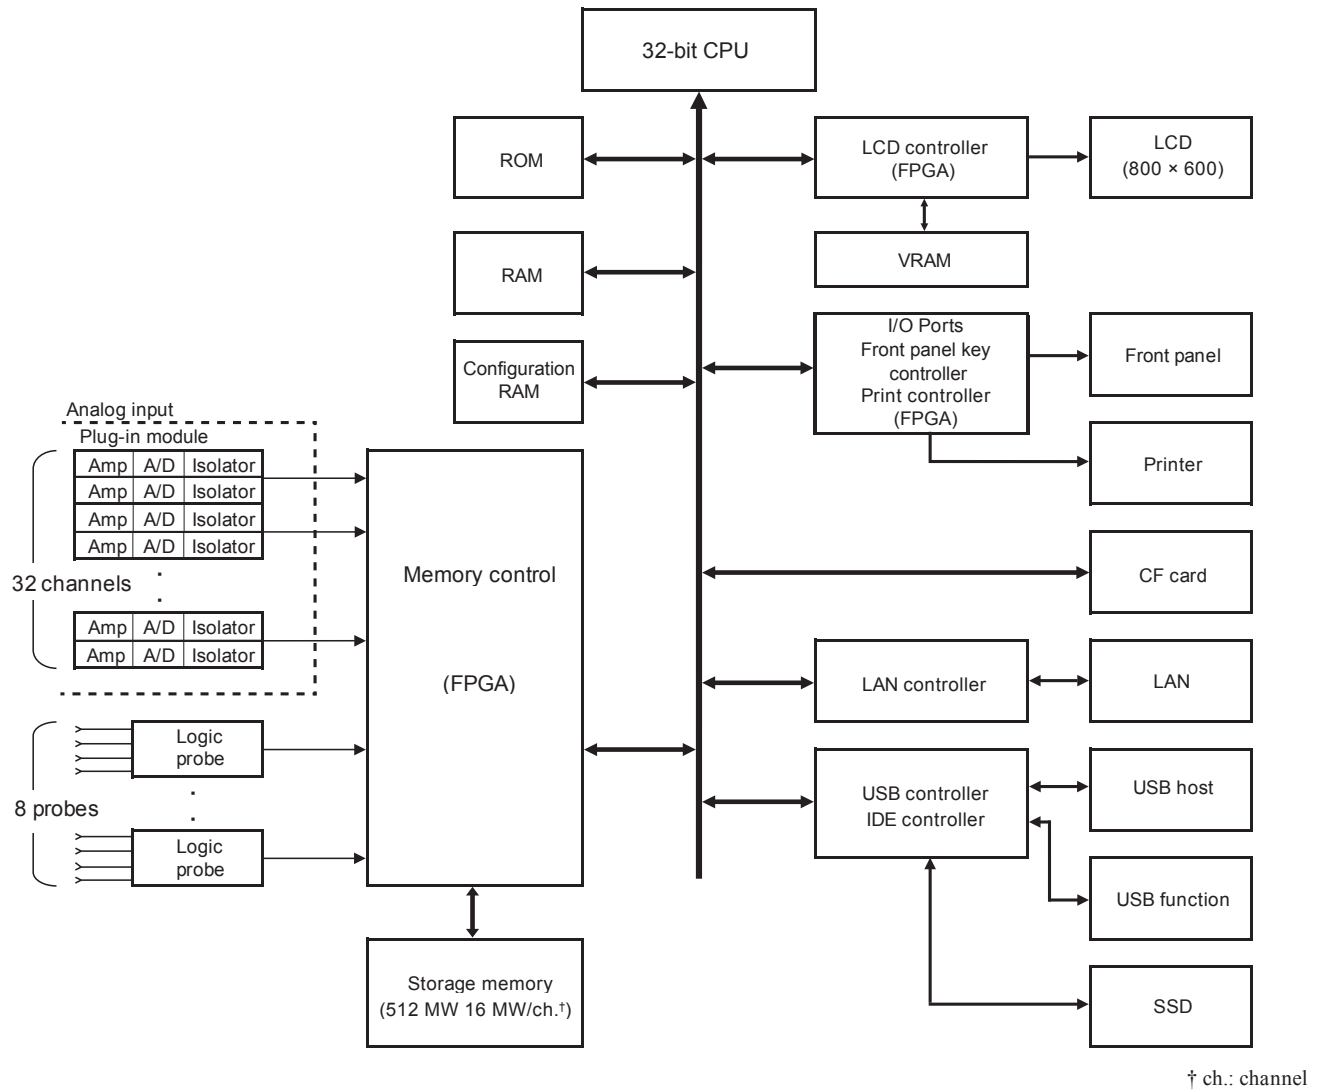 32-bit CPU
ROM
LCD controller
(FPGA)
LCD
(800 × 600)
RAM
VRAM
Configuration
RAM
I/O Ports
Front panel key
controller
Print controller
(FPGA)
Front panel
Printer
Analog input
Plug-in module
Amp A/D Isolator
Amp A/D Isolator
Amp A/D Isolator
Amp A/D Isolator
32 channels
Amp A/D Isolator
Amp A/D Isolator
Memory control
(FPGA)
CF card
LAN controller
LAN
Logic
probe
8 probes
Logic
probe
USB controller
IDE controller
USB host
USB function
Storage memory
(512 MW 16 MW/ch.†)
SSD
† ch.: channel